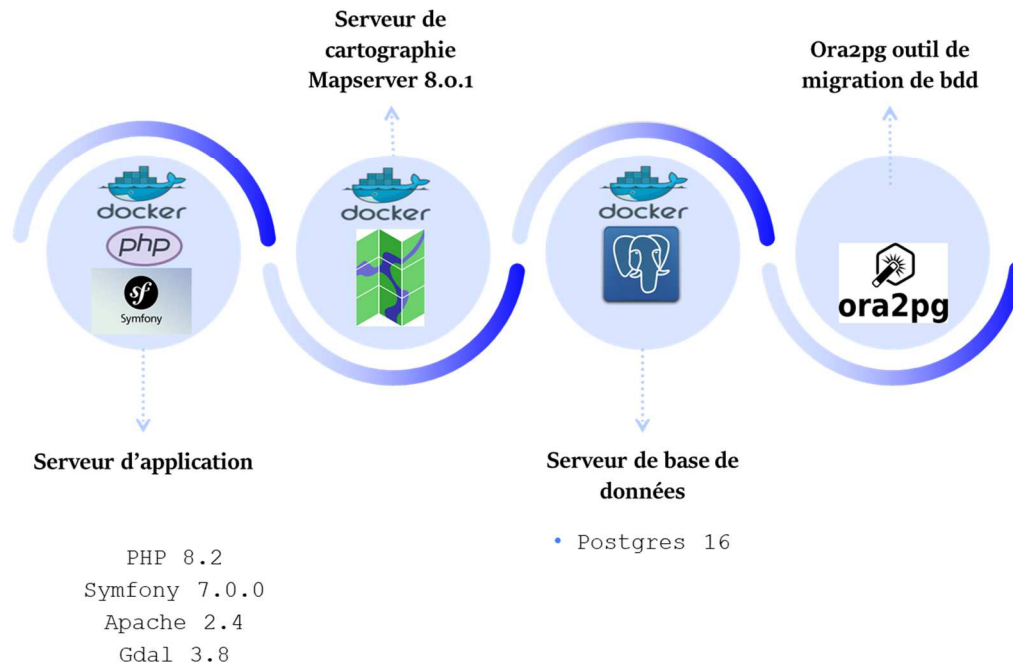 Serveur de
cartographie
Mapserver 8.0.1
Ora2pg outil de
migration de bdd
docker
php
Sf
Symfony
docker
docker
ora2pg
Serveur d'application
PHP 8.2
Symfony 7.0.0
Apache 2.4
Gdal 3.8
Serveur de base de
données
• Postgres 16